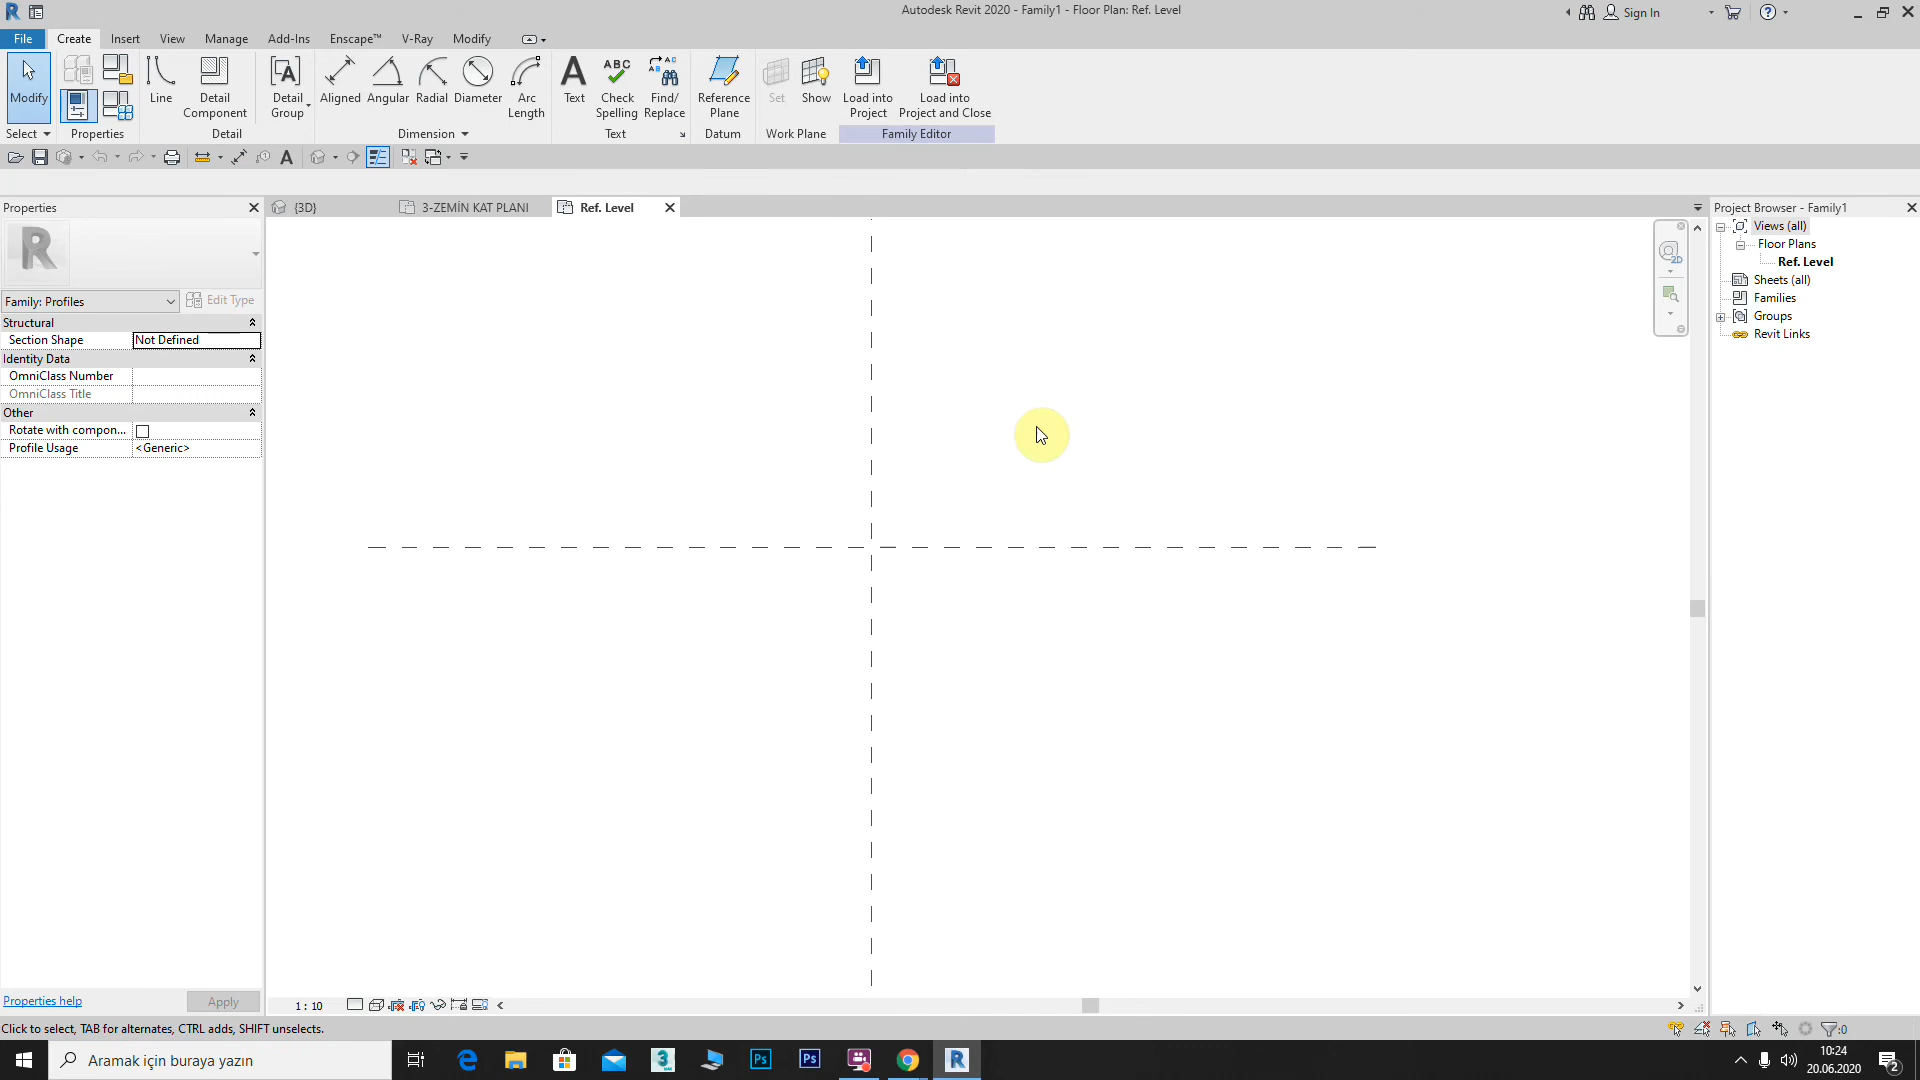 Autodesk Revit 2020 - Family1 - Floor Plan: Ref. Level
Sign In
File Create Insert View Manage Add-Ins Enscape™ V-Ray Modify
Modify
Line
Detail Component
Detail Group
Aligned
Angular
Radial
Diameter
Arc Length
Text
ABC
Check Spelling
Find/ Replace
Reference Plane
Set
Show
Load into Project
Load into Project and Close
Select Properties Detail Dimension Text Datum Work Plane Family Editor
Properties
{3D}
3-ZEMİN KAT PLANI
Ref. Level
Project Browser - Family1
Views (all)
Floor Plans
Ref. Level
Sheets (all)
Families
Groups
Revit Links
2D
Family: Profiles
Edit Type
Structural
Section Shape Not Defined
Identity Data
OmniClass Number
OmniClass Title
Other
Rotate with compon...
Profile Usage <Generic>
Properties help
Apply
1 : 10
Click to select, TAB for alternates, CTRL adds, SHIFT unselects.
:0
Aramak için buraya yazın
Ps
Ps
10:24
20.06.2020
2